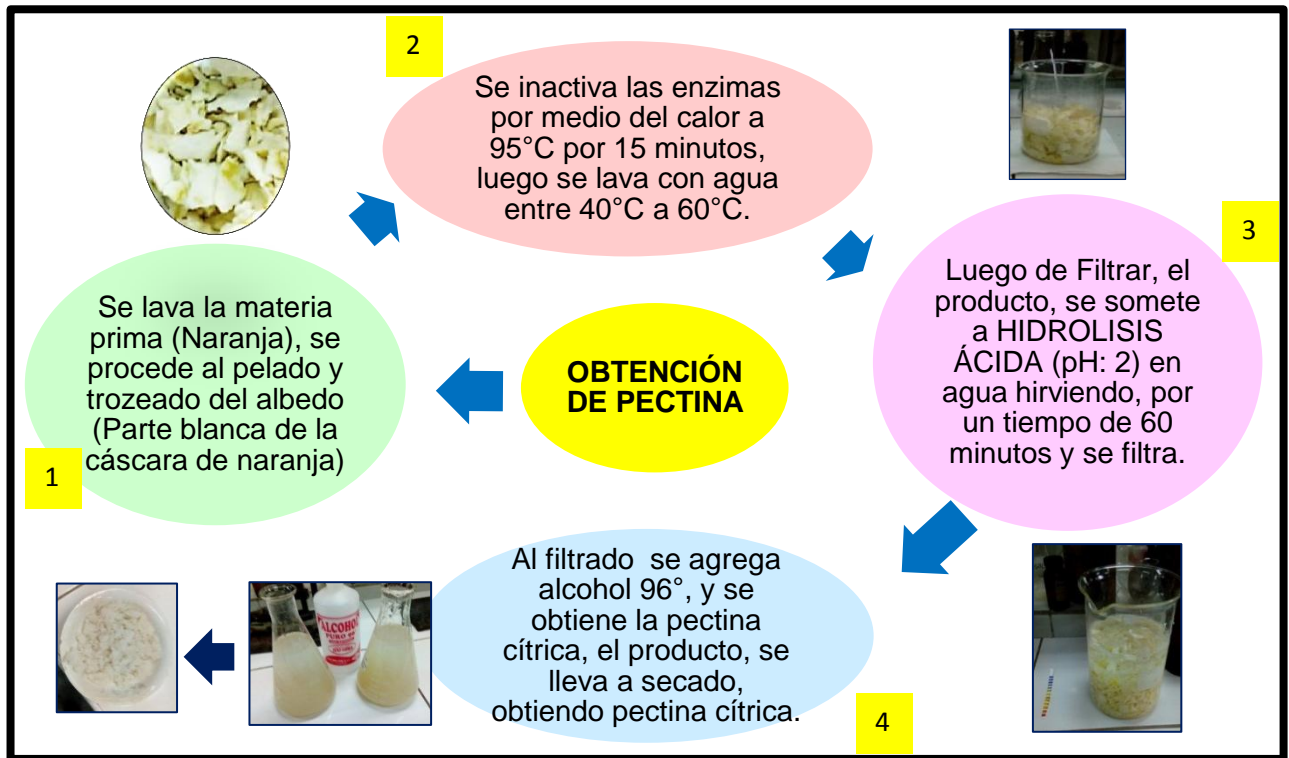 OBTENCIÓN
DE PECTINA
1
Se lava la materia
prima (Naranja), se
procede al pelado y
trozeado del albedo
(Parte blanca de la
cáscara de naranja)
2
Se inactiva las enzimas
por medio del calor a
95°C por 15 minutos,
luego se lava con agua
entre 40°C a 60°C.
3
Luego de Filtrar, el
producto, se somete
a HIDROLISIS
ÁCIDA (pH: 2) en
agua hirviendo, por
un tiempo de 60
minutos y se filtra.
4
Al filtrado se agrega
alcohol 96°, y se
obtiene la pectina
cítrica, el producto, se
lleva a secado,
obteniendo pectina cítrica.
ALCOHOL
PURO